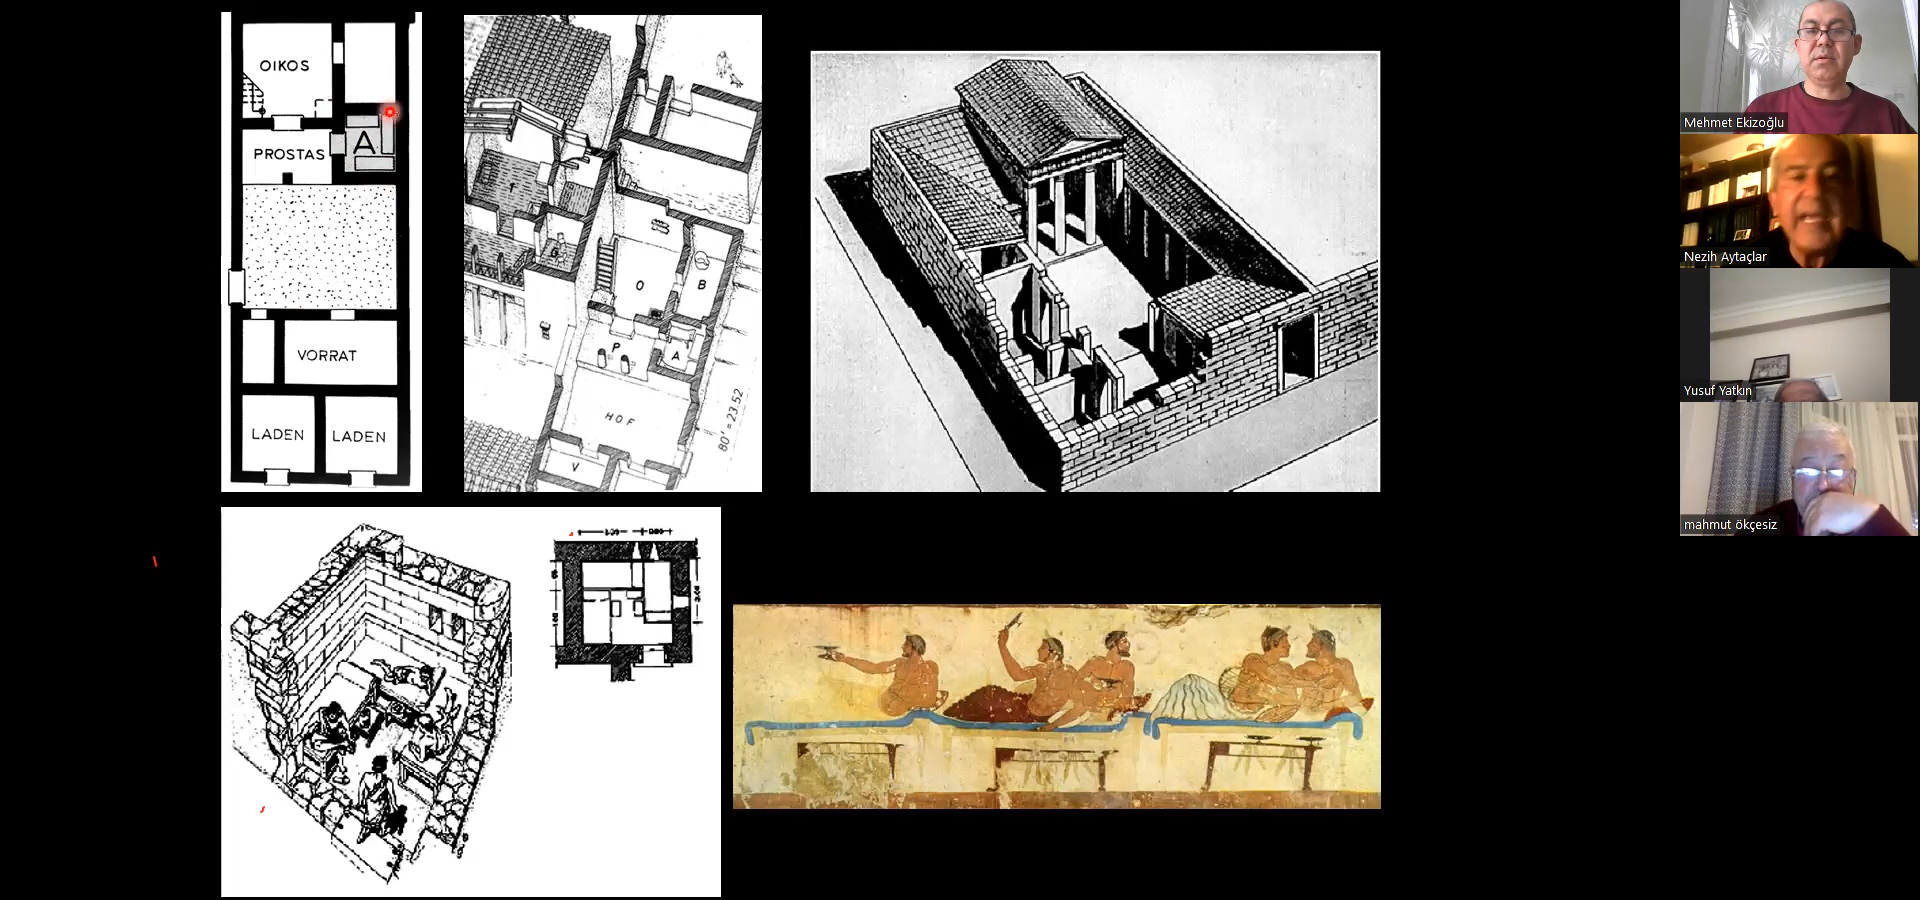 OIKOS
PROSTAS
A
VORRAT
LADEN
LADEN
T
O
B
P
A
HOF
V
80' = 23.52
Mehmet Ekizoğlu
Nezih Aytaçlar
Yusuf Yatkın
mahmut ökçesiz